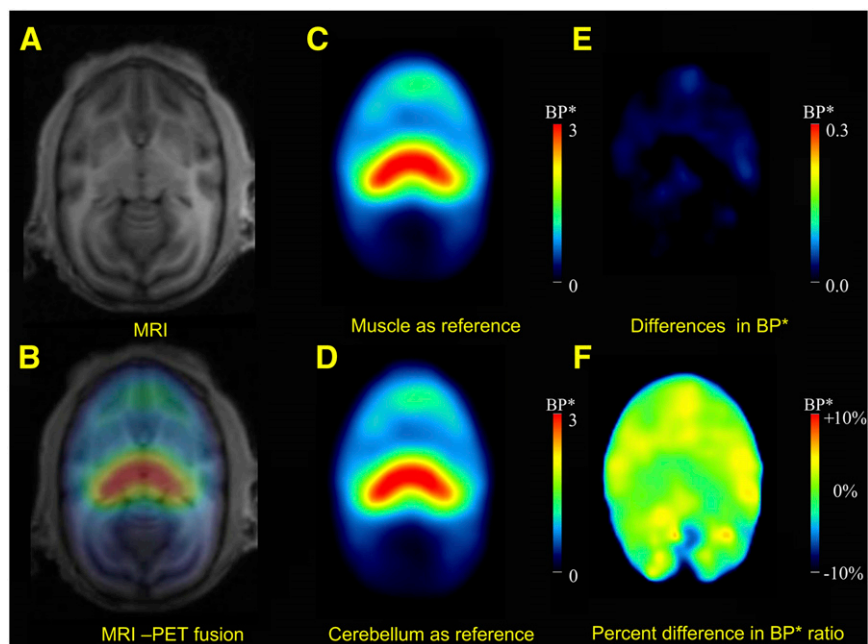 A
MRI
B
MRI –PET fusion
C
BP*
3
0
Muscle as reference
D
BP*
3
0
Cerebellum as reference
E
BP*
0.3
0.0
Differences in BP*
F
BP*
+10%
0%
-10%
Percent difference in BP* ratio